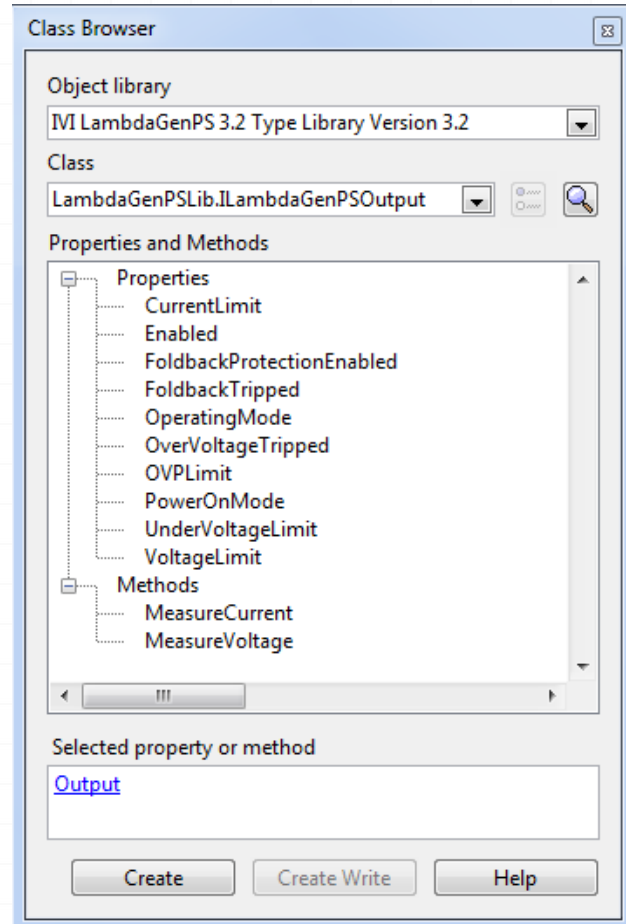 Class Browser
Object library
IVI LambdaGenPS 3.2 Type Library Version 3.2
Class
LambdaGenPSLib.ILambdaGenPSOutput
Properties and Methods
Properties
CurrentLimit
Enabled
FoldbackProtectionEnabled
FoldbackTripped
OperatingMode
OverVoltageTripped
OVPLimit
PowerOnMode
UnderVoltageLimit
VoltageLimit
Methods
MeasureCurrent
MeasureVoltage
Selected property or method
Output
Create Create Write Help